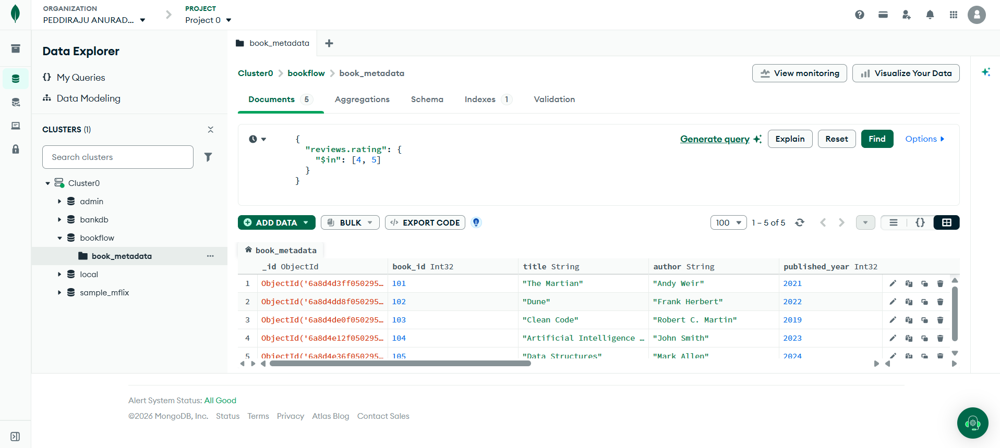 ORGANIZATION
PEDDIRAJU ANURAD...
PROJECT
Project 0
Data Explorer
My Queries
Data Modeling
CLUSTERS (1)
Search clusters
Cluster0
admin
bankdb
bookflow
book_metadata
local
sample_mflix
book_metadata
Cluster0 > bookflow > book_metadata
View monitoring
Visualize Your Data
Documents 5 Aggregations Schema Indexes 1 Validation
{
"reviews.rating": {
"$in": [4, 5]
}
}
Generate query Explain Reset Find Options
ADD DATA BULK EXPORT CODE
100 1 – 5 of 5
{}
book_metadata
_id ObjectId book_id Int32 title String author String published_year Int32
1 ObjectId('6a8d4d3ff050295… 101 "The Martian" "Andy Weir" 2021
2 ObjectId('6a8d4dd8f050295… 102 "Dune" "Frank Herbert" 2022
3 ObjectId('6a8d4de0f050295… 103 "Clean Code" "Robert C. Martin" 2019
4 ObjectId('6a8d4e12f050295… 104 "Artificial Intelligence … "John Smith" 2023
5 ObjectId('6a8d4e36f050295… 105 "Data Structures" "Mark Allen" 2024
Alert System Status: All Good
©2026 MongoDB, Inc. Status Terms Privacy Atlas Blog Contact Sales